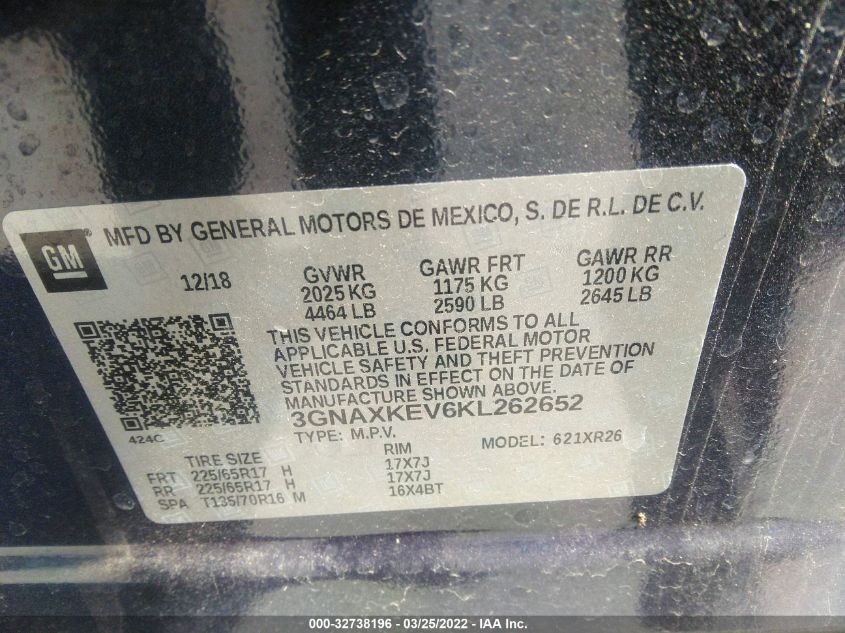 GM
MFD BY GENERAL MOTORS DE MEXICO, S. DE R.L. DE C.V.
12/18 GVWR GAWR FRT GAWR RR
2025 KG 1175 KG 1200 KG
4464 LB 2590 LB 2645 LB
THIS VEHICLE CONFORMS TO ALL
APPLICABLE U.S. FEDERAL MOTOR
VEHICLE SAFETY AND THEFT PREVENTION
STANDARDS IN EFFECT ON THE DATE OF
MANUFACTURE SHOWN ABOVE.
3GNAXKEV6KL262652
424C TYPE: M.P.V. MODEL: 621XR26
TIRE SIZE RIM
FRT 225/65R17 H 17X7J
RR 225/65R17 H 17X7J
SPA T135/70R16 M 16X4BT
000-32738196 - 03/25/2022 - IAA Inc.